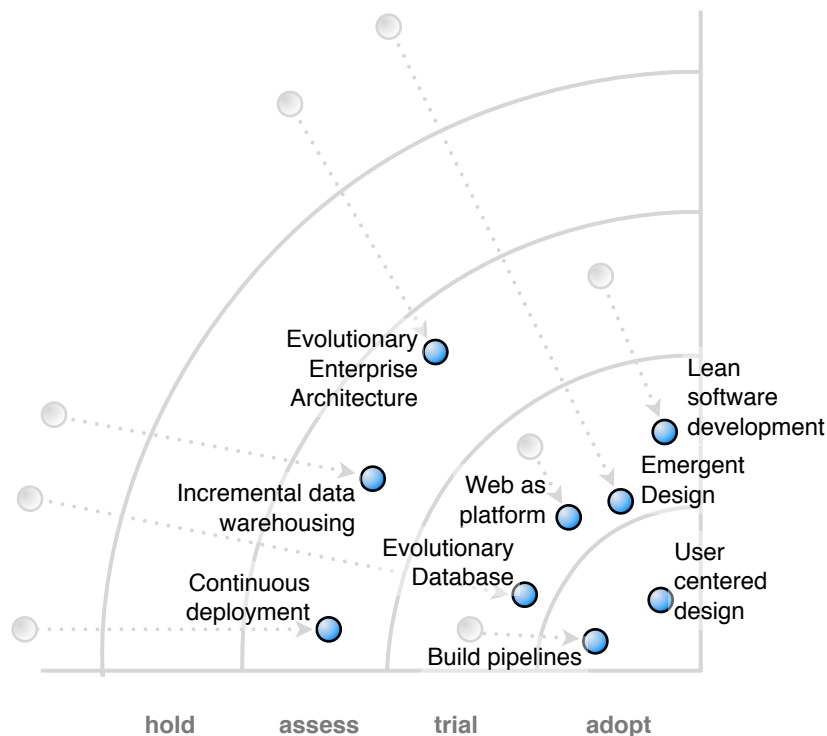 Evolutionary
Enterprise
Architecture
Lean
software
development
Emergent
Design
Web as
platform
Incremental data
warehousing
Evolutionary
Database
User
centered
design
Continuous
deployment
Build pipelines
hold
assess
trial
adopt